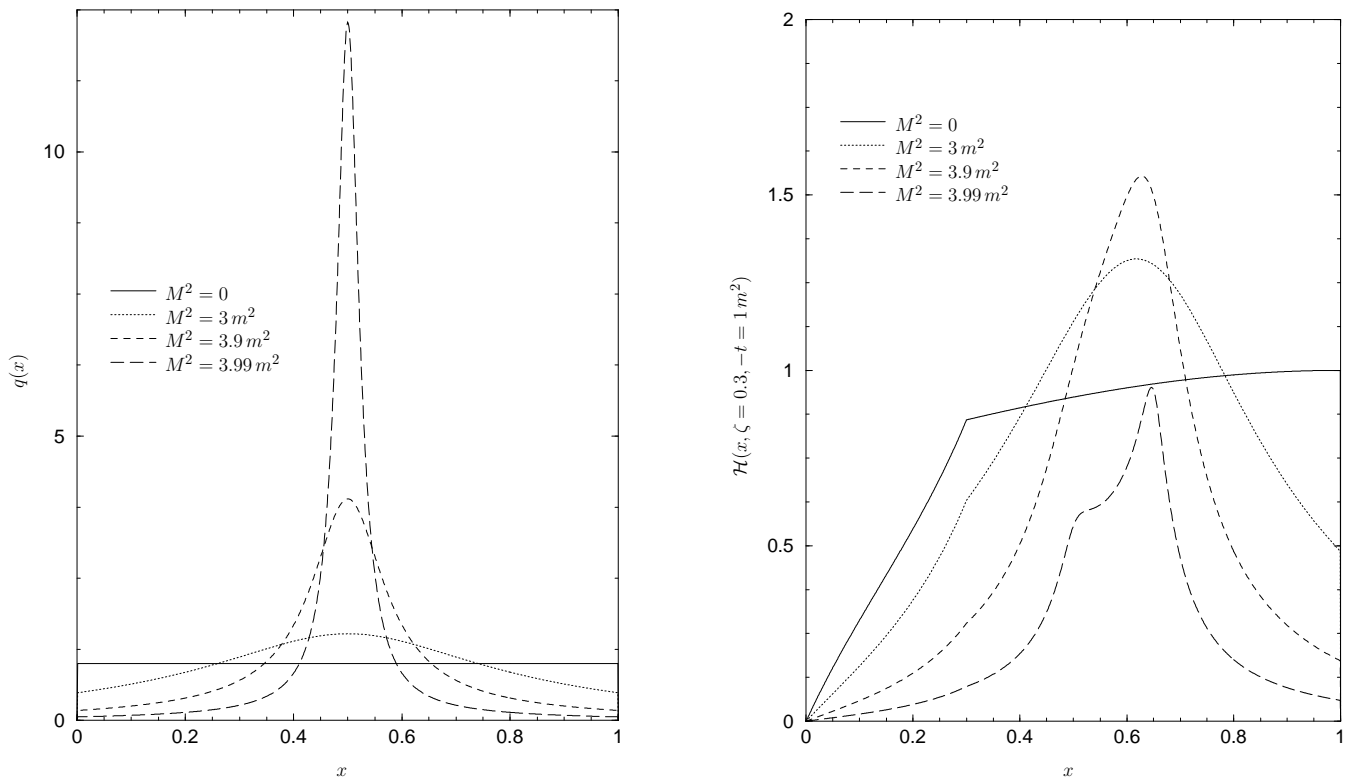 10
5
0
0
0.2
0.4
0.6
0.8
1
x
q(x)
M² = 0
M² = 3 m²
M² = 3.9 m²
M² = 3.99 m²
2
1.5
1
0.5
0
0
0.2
0.4
0.6
0.8
1
x
ℋ(x, ζ = 0.3, −t = 1 m²)
M² = 0
M² = 3 m²
M² = 3.9 m²
M² = 3.99 m²